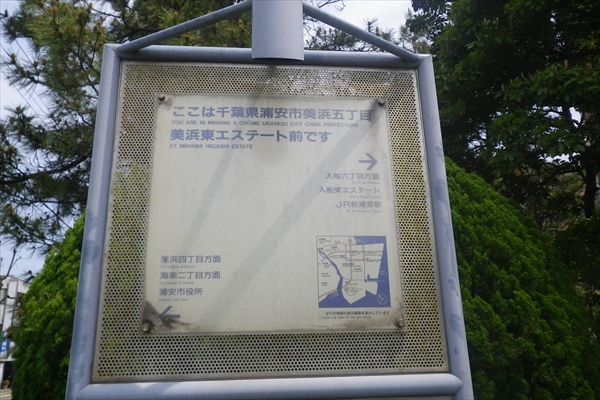 ここは千葉県浦安市美浜五丁目
YOU ARE IN MIHAMA 5-CHOME URAYASU CITY CHIBA PREFECTURE
美浜東エステート前です
AT MIHAMA HIGASHI ESTATE
入船六丁目方面
入船東エステート
JR新浦安駅
美浜四丁目方面
海楽二丁目方面
浦安市役所